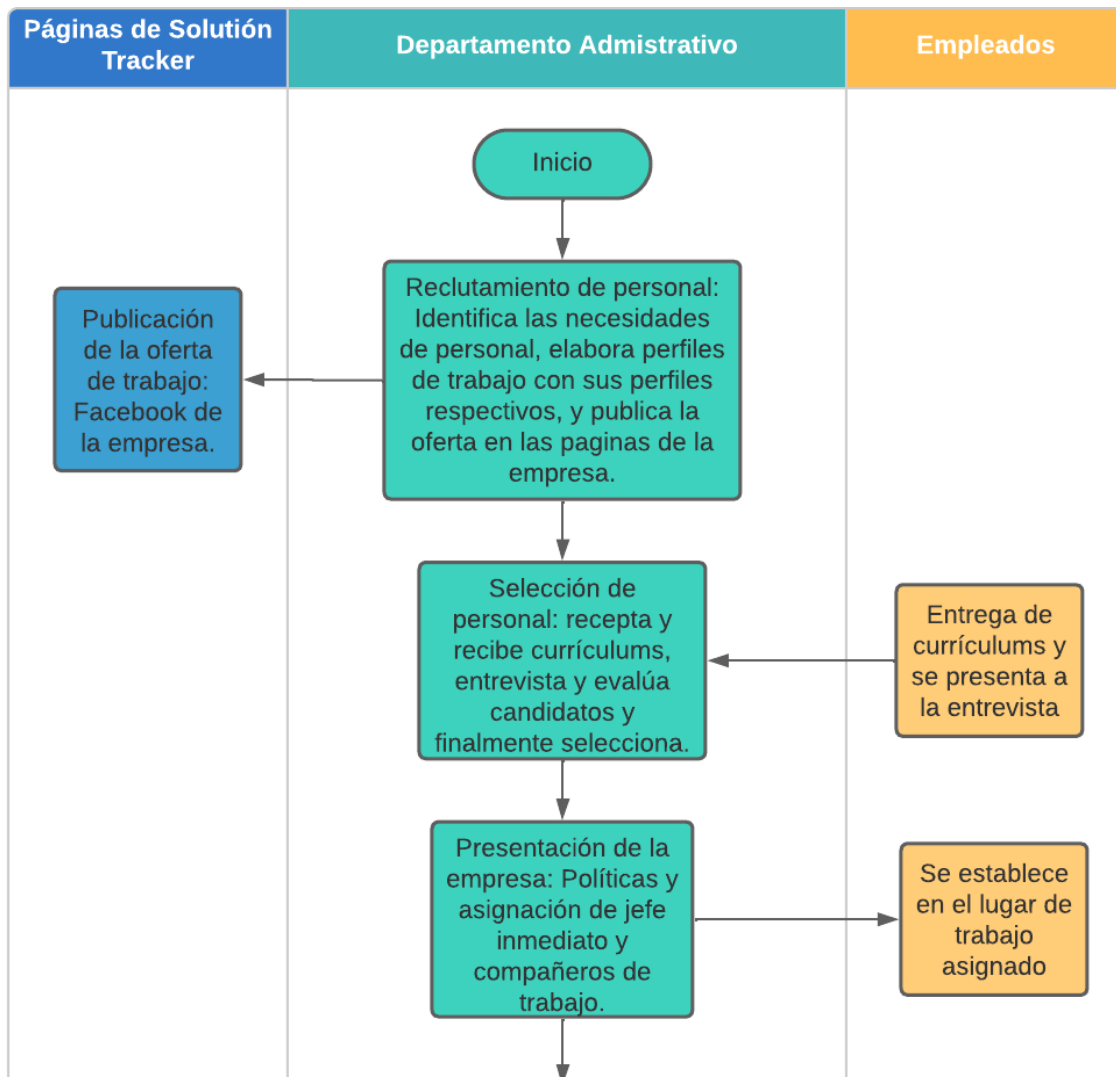 Páginas de Solutión
Tracker
Departamento Admistrativo
Empleados
Inicio
Reclutamiento de personal:
Identifica las necesidades
de personal, elabora perfiles
de trabajo con sus perfiles
respectivos, y publica la
oferta en las paginas de la
empresa.
Publicación
de la oferta
de trabajo:
Facebook de
la empresa.
Selección de
personal: recepta y
recibe currículums,
entrevista y evalúa
candidatos y
finalmente selecciona.
Entrega de
currículums y
se presenta a
la entrevista
Presentación de la
empresa: Políticas y
asignación de jefe
inmediato y
compañeros de
trabajo.
Se establece
en el lugar de
trabajo
asignado